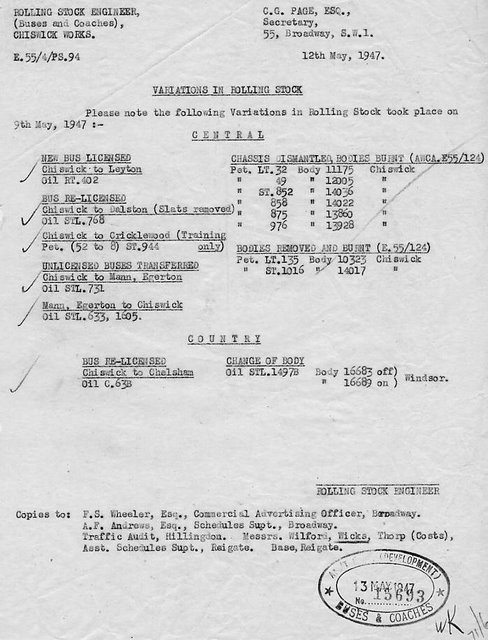 ROLLING STOCK ENGINEER,
(Buses and Coaches),
CHISWICK WORKS.
C.G. PAGE, ESQ.,
Secretary,
55, Broadway, S.W.1.
E.55/4/PS.94
12th May, 1947.
VARIATIONS IN ROLLING STOCK
Please note the following Variations in Rolling Stock took place on
9th May, 1947 :-
CENTRAL
NEW BUS LICENSED
Chiswick to Leyton
Oil RT.402
BUS RE-LICENSED
Chiswick to Dalston (Slats removed)
Oil STL.768
Chiswick to Cricklewood (Training
Pet. (52 to 8) ST.944 only)
UNLICENSED BUSES TRANSFERRED
Chiswick to Mann, Egerton
Oil STL.731
Mann, Egerton to Chiswick
Oil STL.633, 1605.
CHASSIS DISMANTLED, BODIES BURNT (AWCA.E55/124)
Pet. LT.32 Body 11175 Chiswick
" 49 " 12005 "
" ST.852 " 14036 "
" 858 " 14022 "
" 875 " 13860 "
" 976 " 13928 "
BODIES REMOVED AND BURNT (E.55/124)
Pet. LT.135 Body 10323 Chiswick
" ST.1016 " 14017 "
COUNTRY
BUS RE-LICENSED
Chiswick to Chelsham
Oil C.63B
CHANGE OF BODY
Oil STL.1497B Body 16683 off)
" 16689 on ) Windsor.
ROLLING STOCK ENGINEER
Copies to: F.S. Wheeler, Esq., Commercial Advertising Officer, Broadway.
A.F. Andrews, Esq., Schedules Supt., Broadway.
Traffic Audit, Hillingdon. Messrs. Wilford, Wicks, Thorp (Costs),
Asst. Schedules Supt., Reigate. Base, Reigate.
(DEVELOPMENT)
13 MAY 1947
No. 15693
BUSES & COACHES
WK